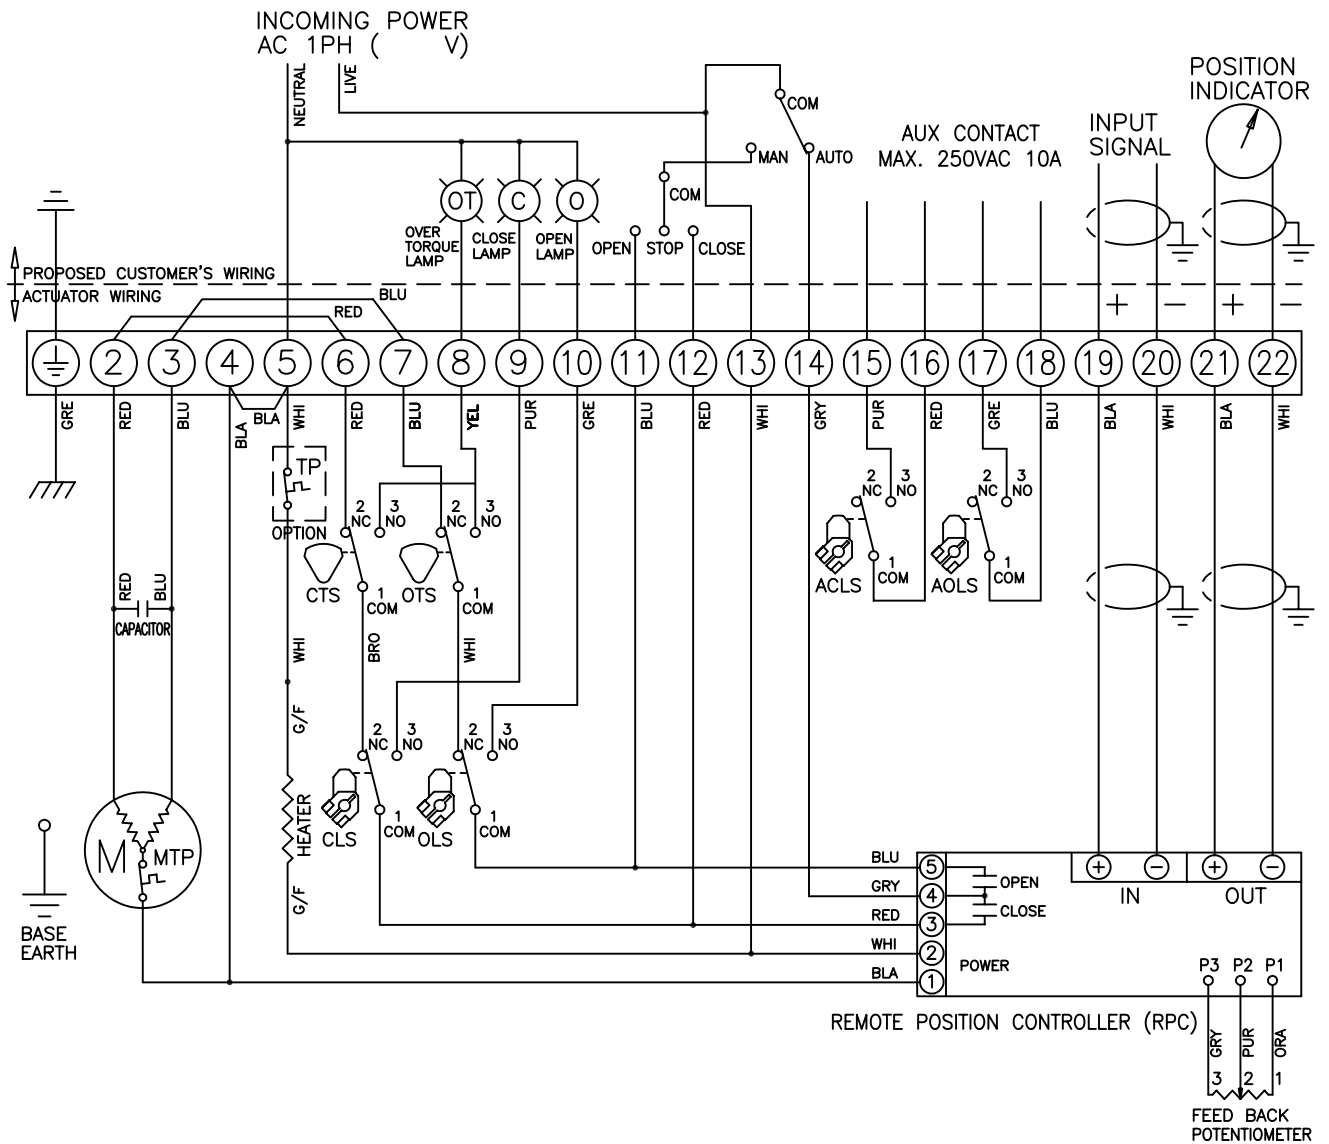 INCOMING POWER
AC 1PH ( V)
NEUTRAL
LIVE
COM
MAN
AUTO
COM
OPEN
STOP
CLOSE
AUX CONTACT
MAX. 250VAC 10A
INPUT
SIGNAL
POSITION
INDICATOR
OT
C
O
OVER
TORQUE
LAMP
CLOSE
LAMP
OPEN
LAMP
PROPOSED CUSTOMER'S WIRING
ACTUATOR WIRING
BLU
RED
+ − + −
2 3 4 5 6 7 8 9 10 11 12 13 14 15 16 17 18 19 20 21 22
GRE
RED
BLU
BLA
BLA
WHI
RED
BLU
YEL
PUR
GRE
BLU
RED
WHI
GRY
PUR
RED
GRE
BLU
BLA
WHI
BLA
WHI
TP
OPTION
2
NC
3
NO
2
NC
3
NO
CTS
1
COM
OTS
1
COM
2
NC
3
NO
2
NC
3
NO
ACLS
1
COM
AOLS
1
COM
RED
BLU
CAPACITOR
WHI
BRO
WHI
G/F
2
NC
3
NO
2
NC
3
NO
HEATER
CLS
1
COM
OLS
1
COM
G/F
M
MTP
BASE
EARTH
BLU
5
OPEN
GRY
4
CLOSE
RED
3
WHI
2
POWER
BLA
1
+ − + −
IN
OUT
P3 P2 P1
REMOTE POSITION CONTROLLER (RPC)
GRY
PUR
ORA
3 2 1
FEED BACK
POTENTIOMETER